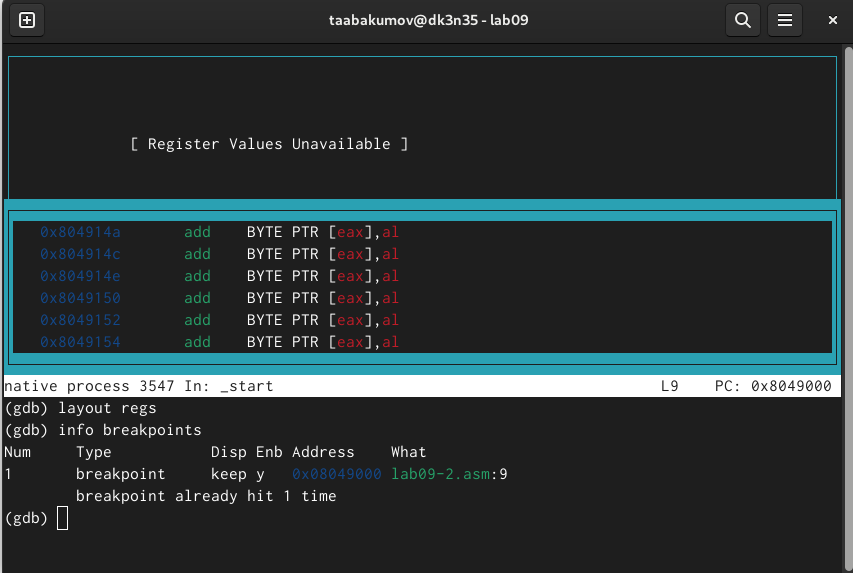 taabakumov@dk3n35 - lab09
[ Register Values Unavailable ]
0x804914a add BYTE PTR [eax],al
0x804914c add BYTE PTR [eax],al
0x804914e add BYTE PTR [eax],al
0x8049150 add BYTE PTR [eax],al
0x8049152 add BYTE PTR [eax],al
0x8049154 add BYTE PTR [eax],al
native process 3547 In: _start L9 PC: 0x8049000
(gdb) layout regs
(gdb) info breakpoints
Num Type Disp Enb Address What
1 breakpoint keep y 0x08049000 lab09-2.asm:9
breakpoint already hit 1 time
(gdb)